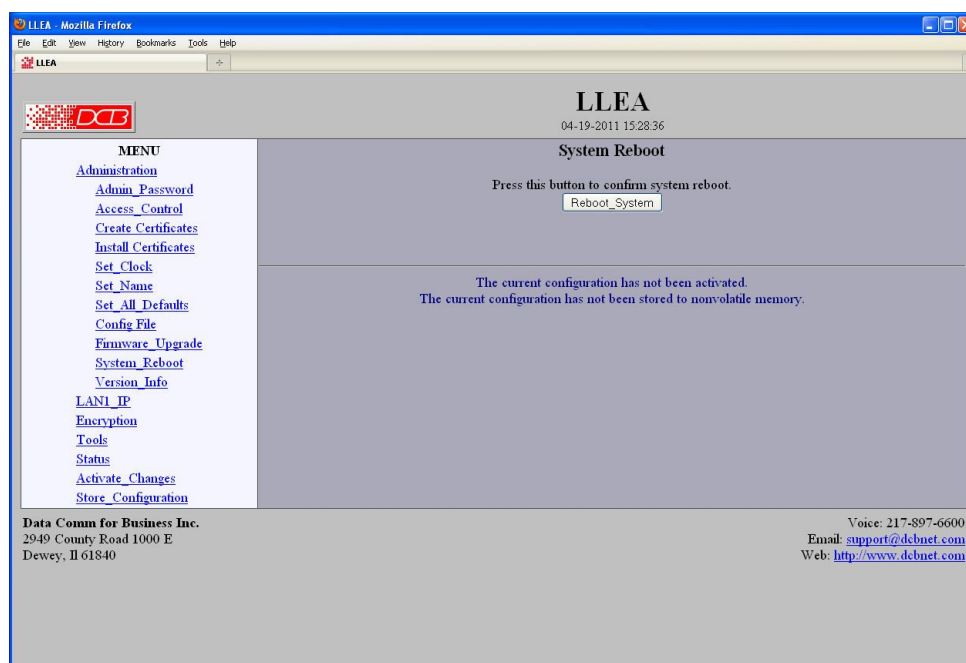 LLEA - Mozilla Firefox
File Edit View History Bookmarks Tools Help
LLEA
DCB
LLEA
04-19-2011 15:28:36
MENU
Administration
Admin_Password
Access_Control
Create Certificates
Install Certificates
Set_Clock
Set_Name
Set_All_Defaults
Config File
Firmware_Upgrade
System_Reboot
Version_Info
LAN1_IP
Encryption
Tools
Status
Activate_Changes
Store_Configuration
System Reboot
Press this button to confirm system reboot.
Reboot_System
The current configuration has not been activated.
The current configuration has not been stored to nonvolatile memory.
Data Comm for Business Inc.
2949 County Road 1000 E
Dewey, Il 61840
Voice: 217-897-6600
Email: support@dcbnet.com
Web: http://www.dcbnet.com